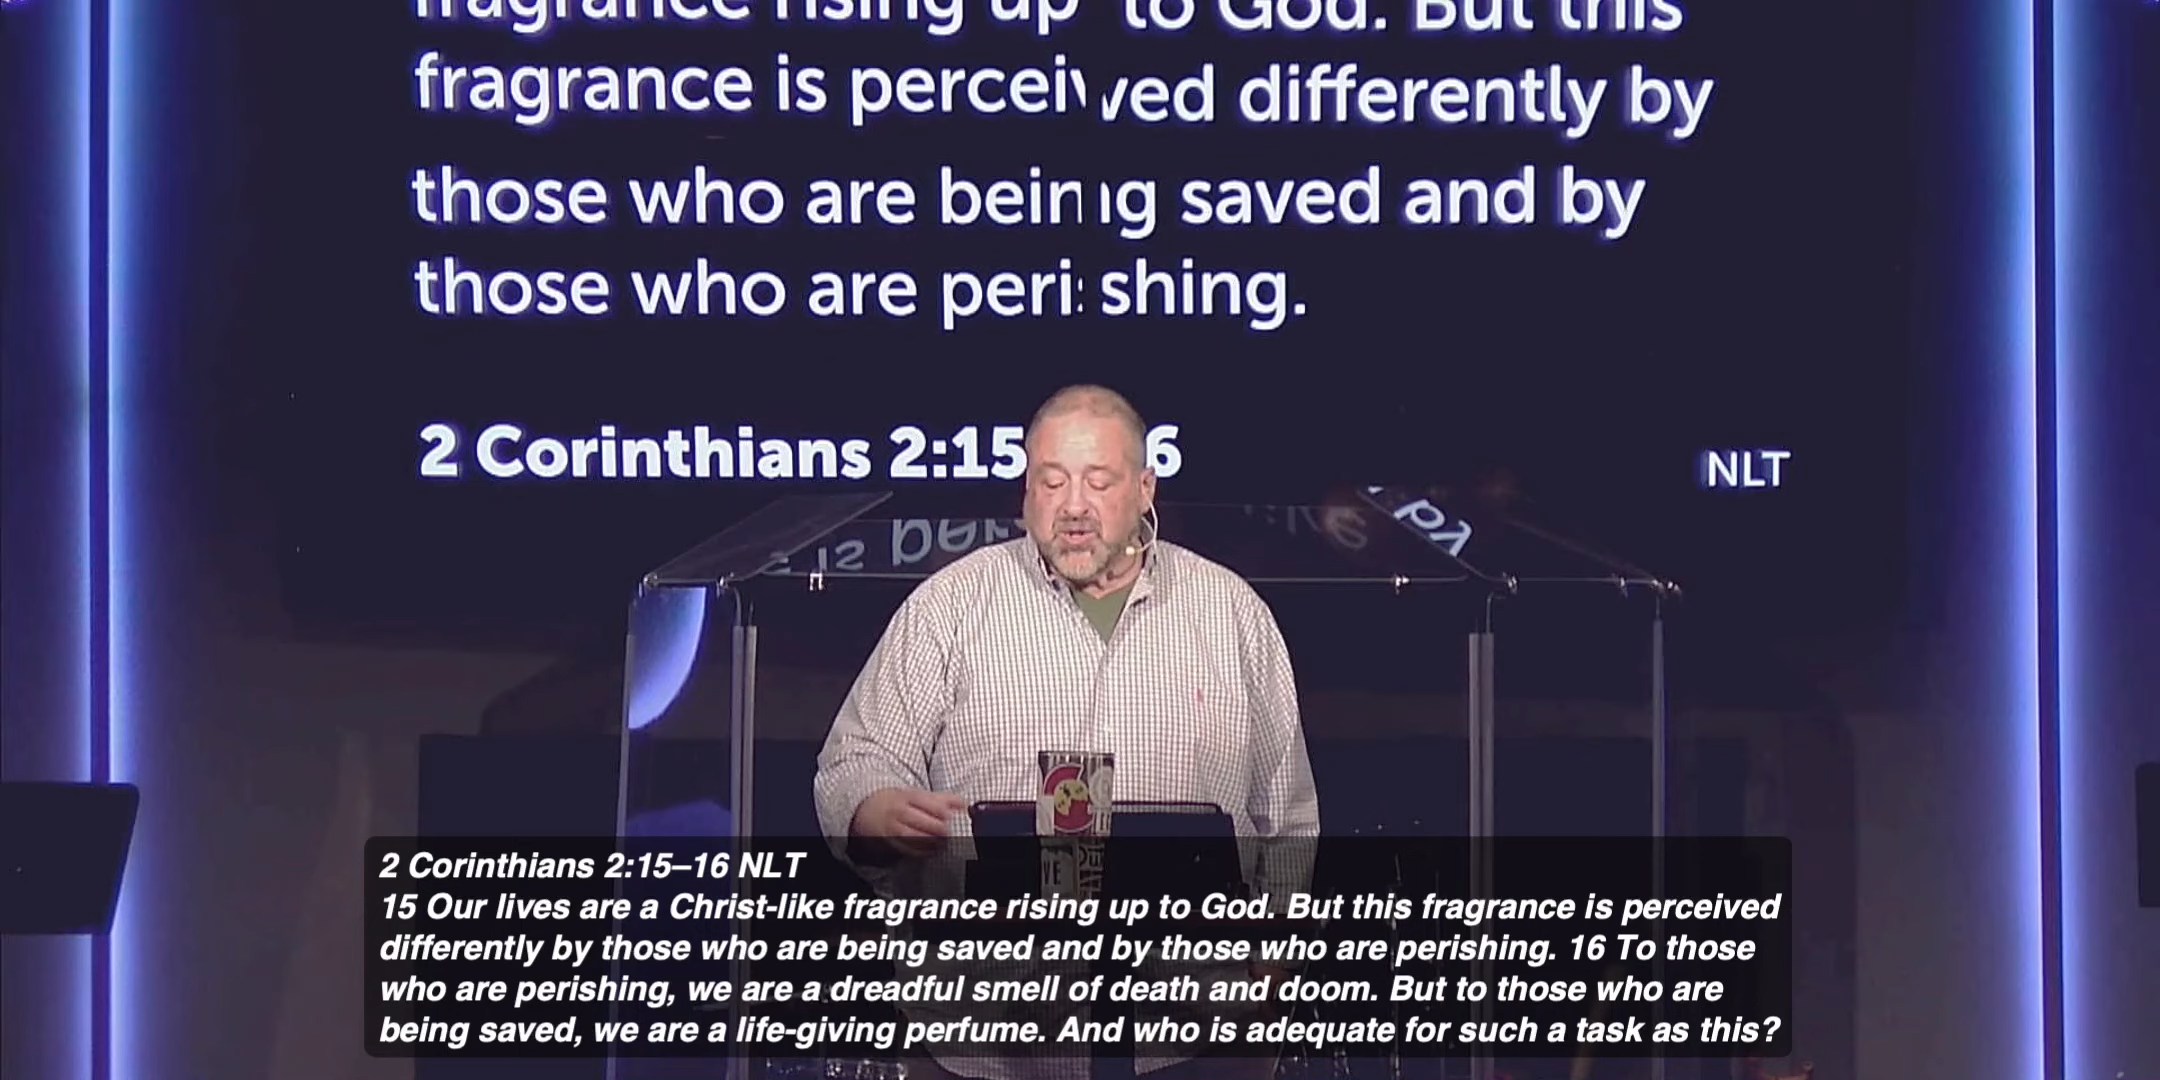 fragrance rising up to God. But this
fragrance is perceived differently by
those who are being saved and by
those who are perishing.
2 Corinthians 2:15 6
NLT
2 Corinthians 2:15–16 NLT
15 Our lives are a Christ-like fragrance rising up to God. But this fragrance is perceived
differently by those who are being saved and by those who are perishing. 16 To those
who are perishing, we are a dreadful smell of death and doom. But to those who are
being saved, we are a life-giving perfume. And who is adequate for such a task as this?